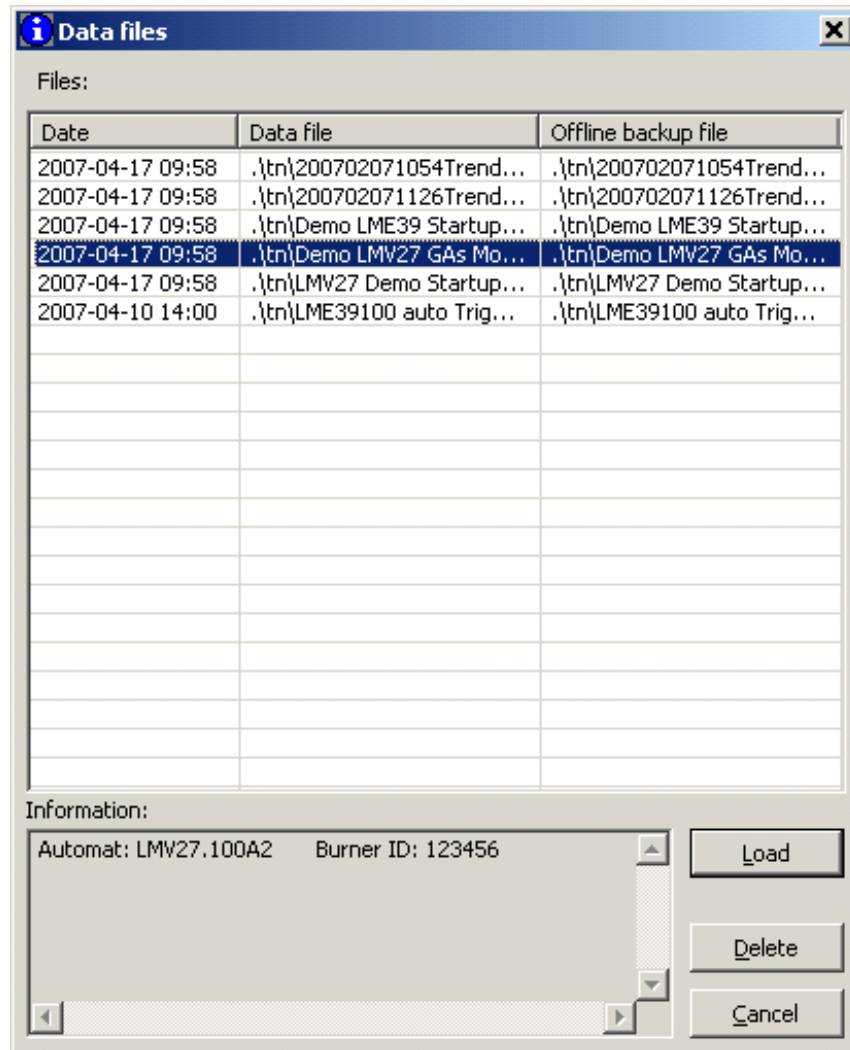 Data files
Files:
Date Data file Offline backup file
2007-04-17 09:58 .\tn\200702071054Trend... .\tn\200702071054Trend...
2007-04-17 09:58 .\tn\200702071126Trend... .\tn\200702071126Trend...
2007-04-17 09:58 .\tn\Demo LME39 Startup... .\tn\Demo LME39 Startup...
2007-04-17 09:58 .\tn\Demo LMV27 GAs Mo... .\tn\Demo LMV27 GAs Mo...
2007-04-17 09:58 .\tn\LMV27 Demo Startup... .\tn\LMV27 Demo Startup...
2007-04-10 14:00 .\tn\LME39100 auto Trig... .\tn\LME39100 auto Trig...
Information:
Automat: LMV27.100A2 Burner ID: 123456
Load
Delete
Cancel